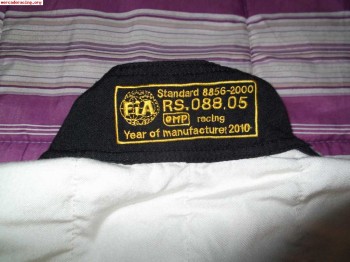 mercadoracing.org
Standard 8856-2000
FIA RS.088.05
OMP racing
Year of manufacture: 2010